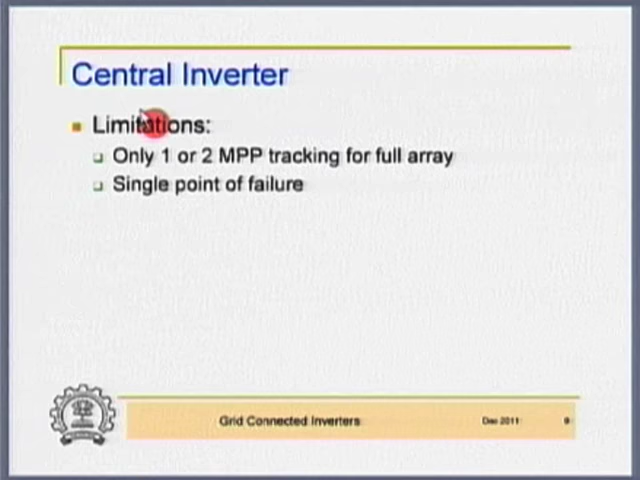 Central Inverter
Limitations:
Only 1 or 2 MPP tracking for full array
Single point of failure
Grid Connected Inverters Dec 2011 9